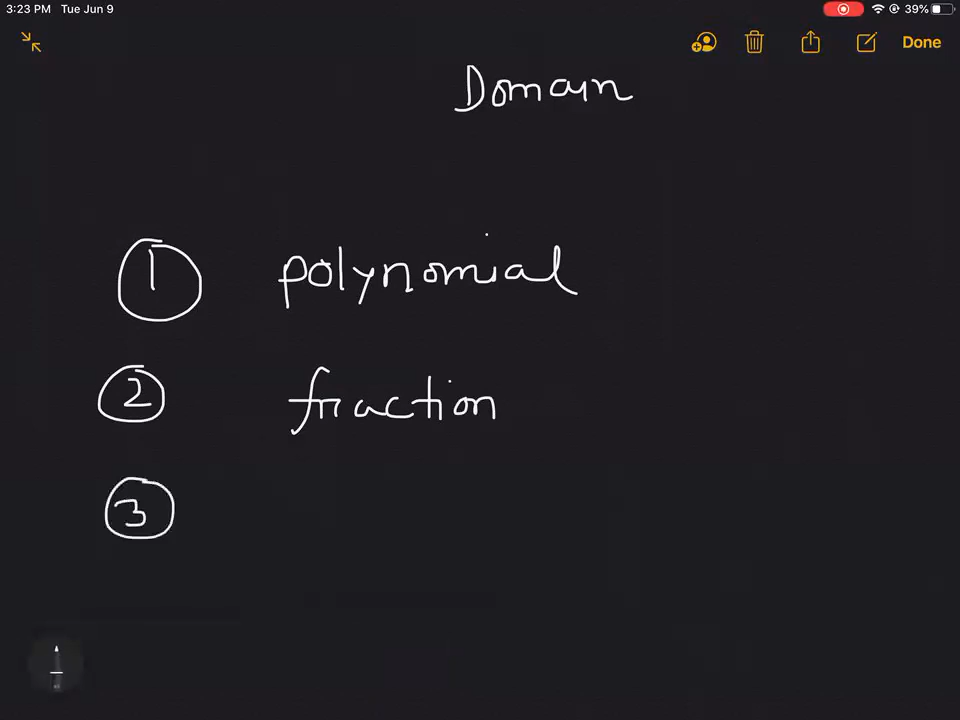 3:23 PM Tue Jun 9 39%
Done
Domain
1 polynomial
2 fraction
3